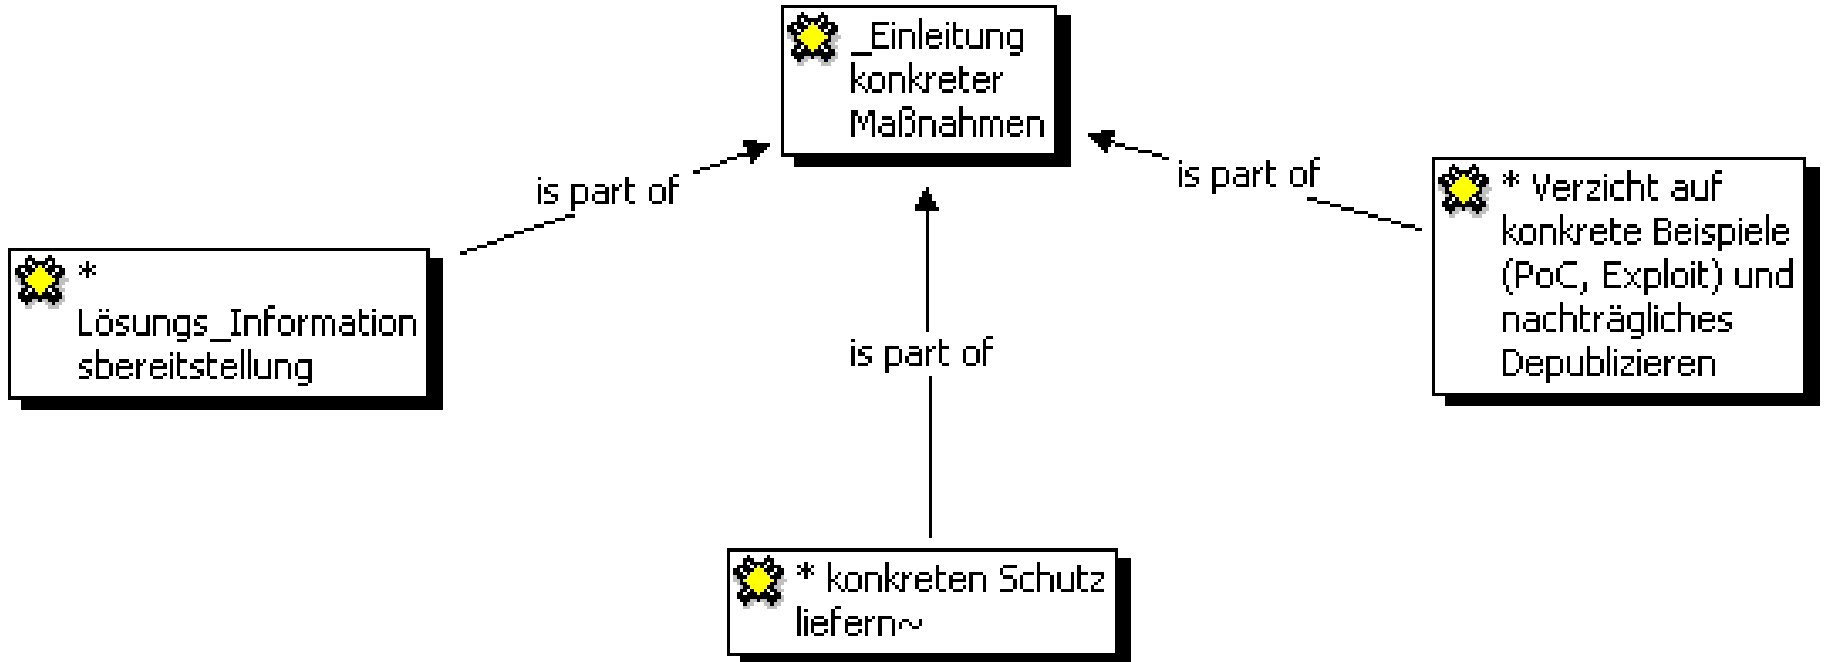 _Einleitung
konkreter
Maßnahmen
is part of
is part of
* Verzicht auf
konkrete Beispiele
(PoC, Exploit) und
nachträgliches
Depublizieren
*
Lösungs_Information
sbereitstellung
is part of
* konkreten Schutz
liefern~